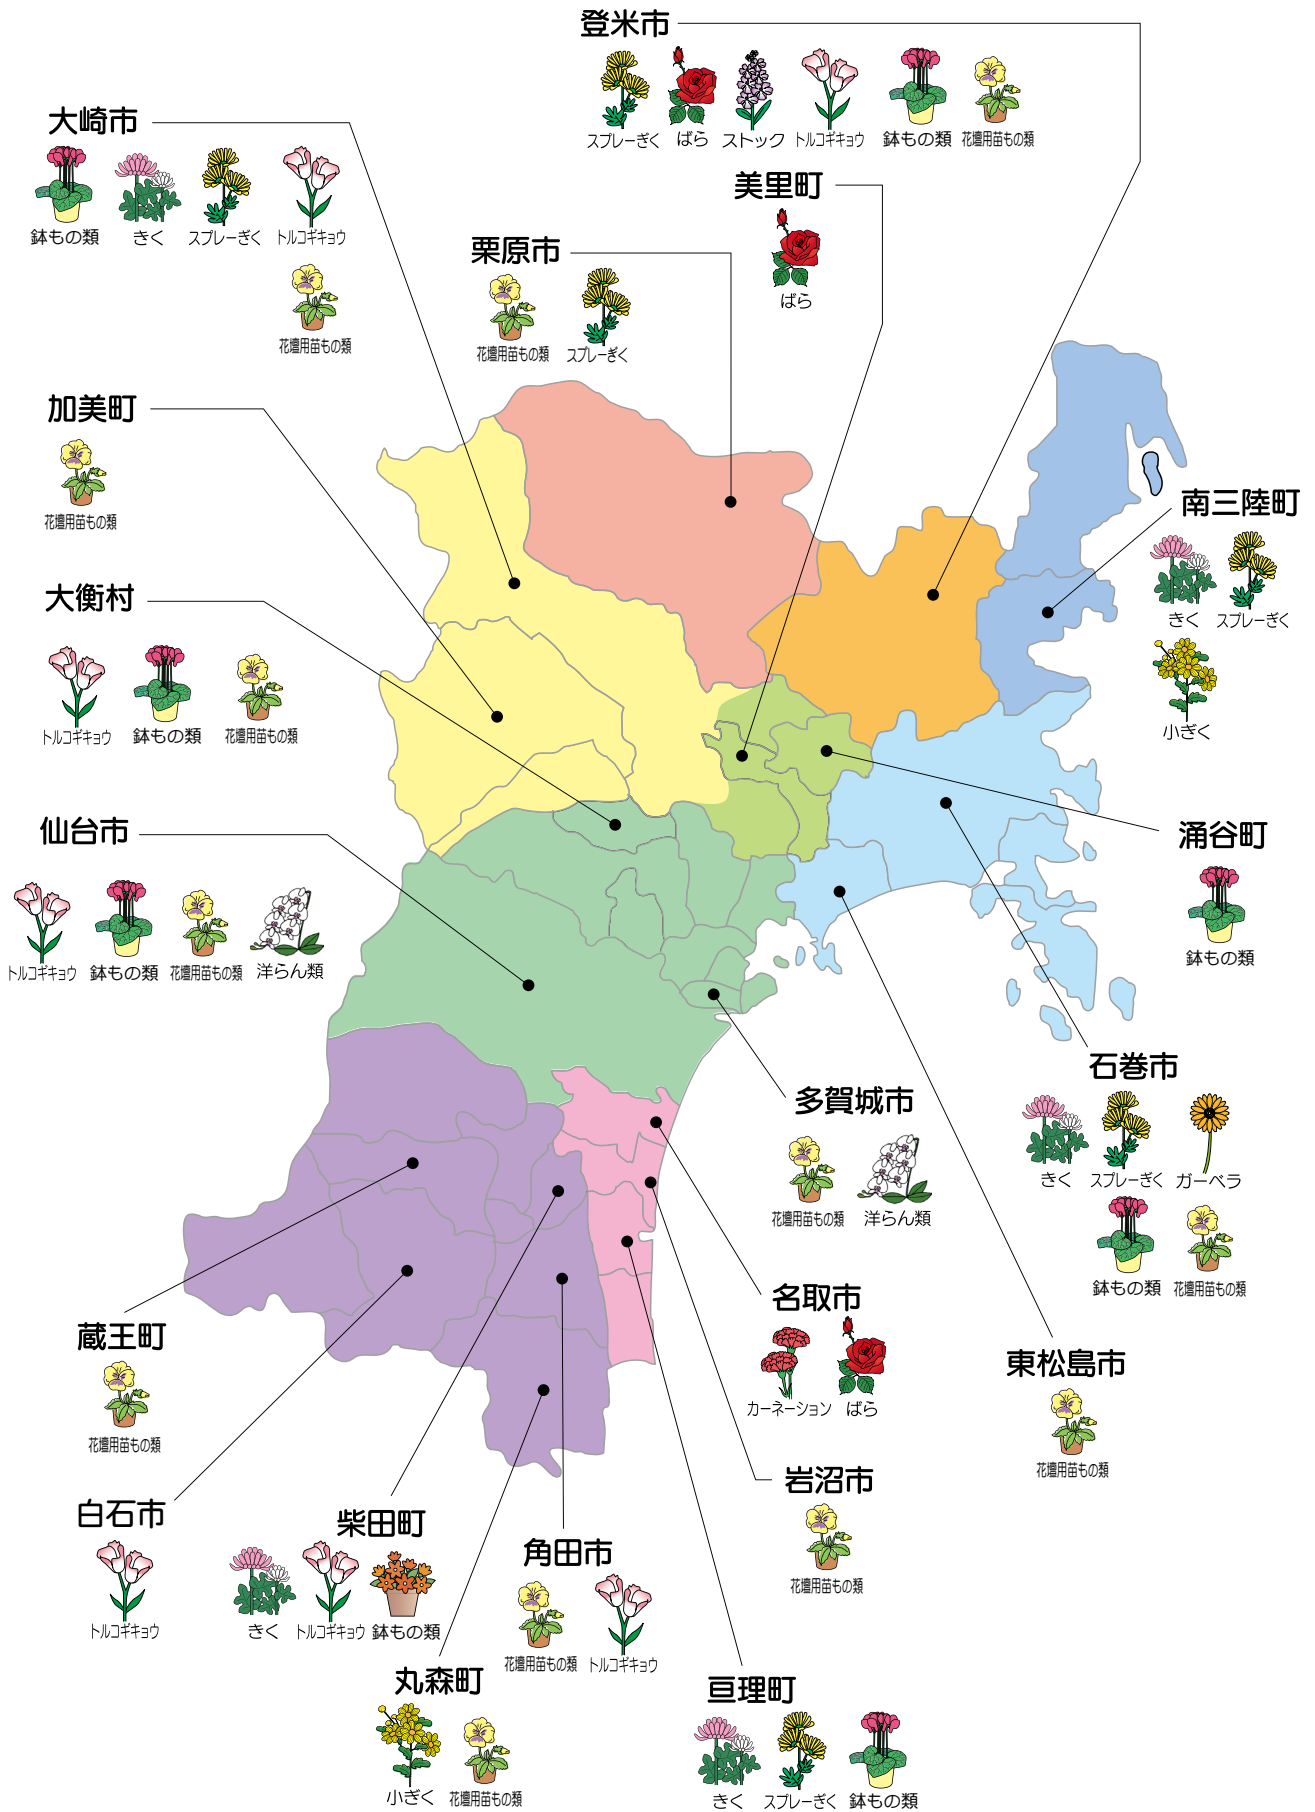 登米市
スプレーぎく ばら ストック トルコギキョウ 鉢もの類 花壇用苗もの類
大崎市
鉢もの類 きく スプレーぎく トルコギキョウ
花壇用苗もの類
美里町
ばら
栗原市
花壇用苗もの類 スプレーぎく
加美町
花壇用苗もの類
南三陸町
きく スプレーぎく
小ぎく
大衡村
トルコギキョウ 鉢もの類 花壇用苗もの類
仙台市
トルコギキョウ 鉢もの類 花壇用苗もの類 洋らん類
涌谷町
鉢もの類
石巻市
きく スプレーぎく ガーベラ
鉢もの類 花壇用苗もの類
多賀城市
花壇用苗もの類 洋らん類
名取市
カーネーション ばら
東松島市
花壇用苗もの類
蔵王町
花壇用苗もの類
岩沼市
花壇用苗もの類
白石市
トルコギキョウ
柴田町
きく トルコギキョウ 鉢もの類
角田市
花壇用苗もの類 トルコギキョウ
丸森町
小ぎく 花壇用苗もの類
亘理町
きく スプレーぎく 鉢もの類